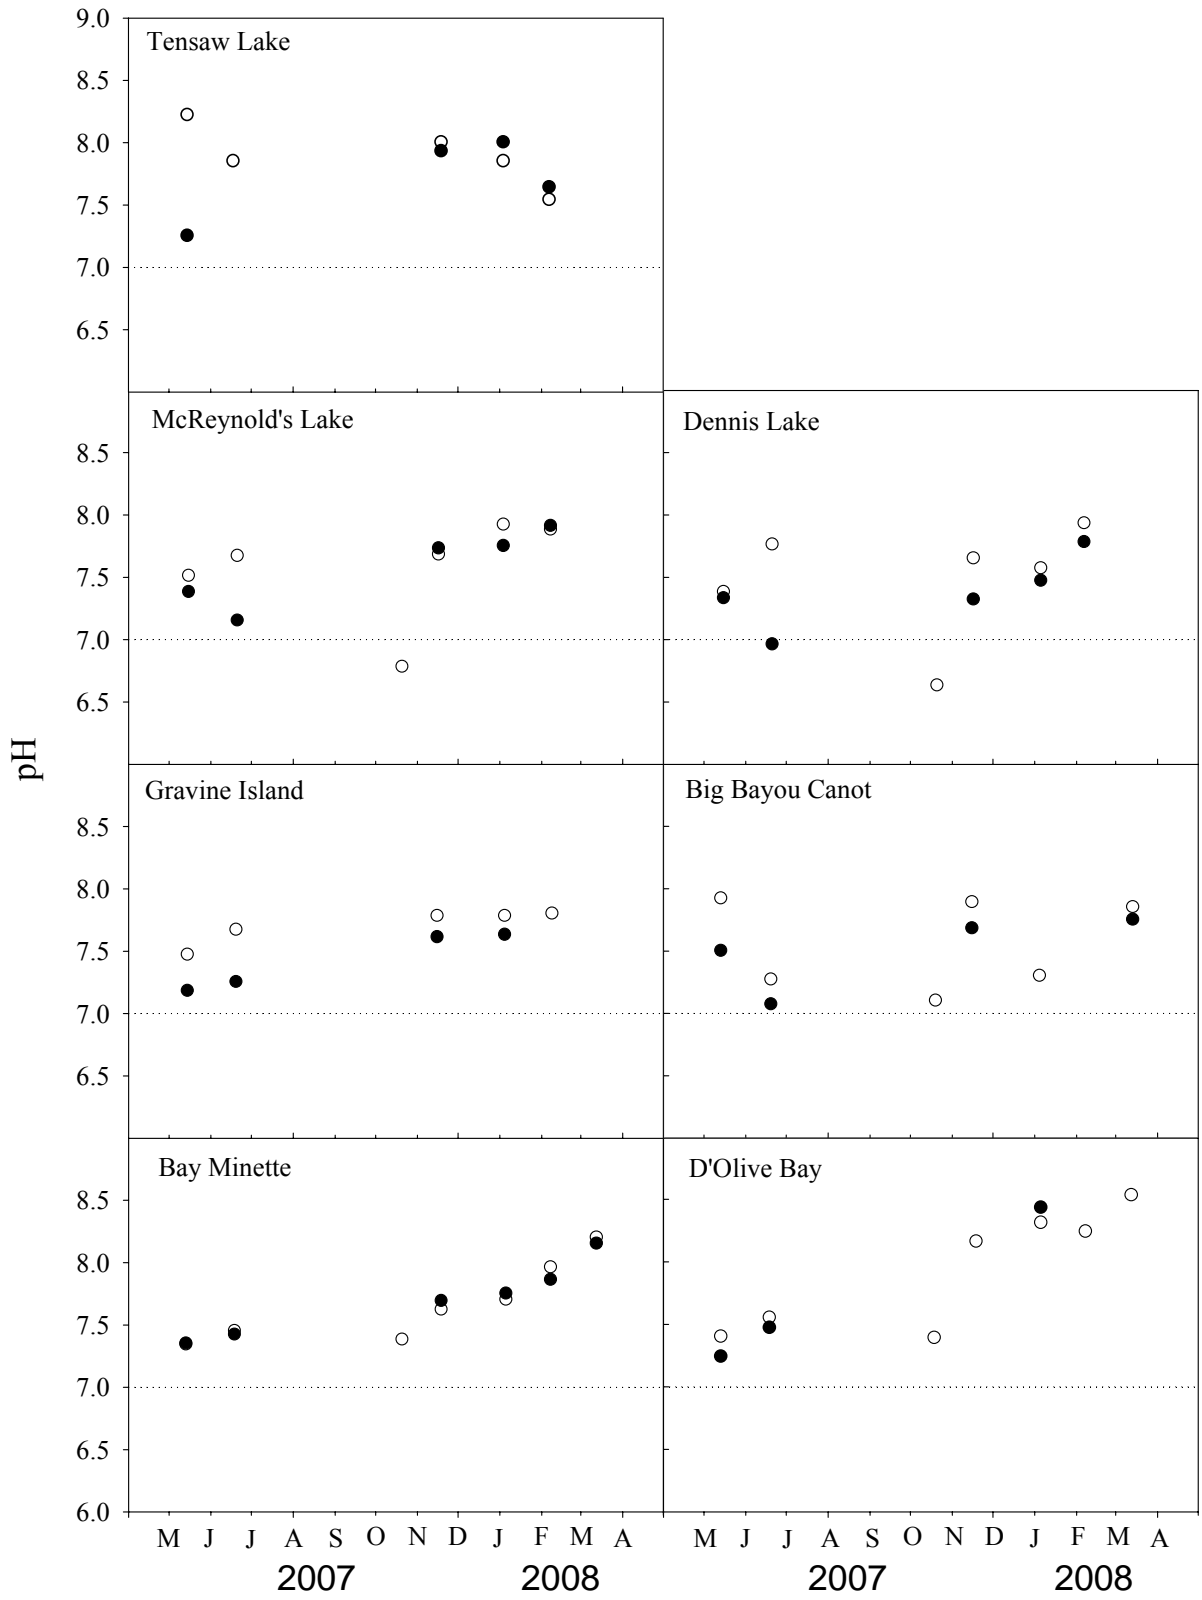 9.0
Tensaw Lake
8.5
8.0
7.5
7.0
6.5
McReynold's Lake
Dennis Lake
8.5
8.0
7.5
7.0
6.5
pH
Gravine Island
Big Bayou Canot
8.5
8.0
7.5
7.0
6.5
Bay Minette
D'Olive Bay
8.5
8.0
7.5
7.0
6.5
6.0
M J J A S O N D J F M A M J J A S O N D J F M A
2007 2008 2007 2008